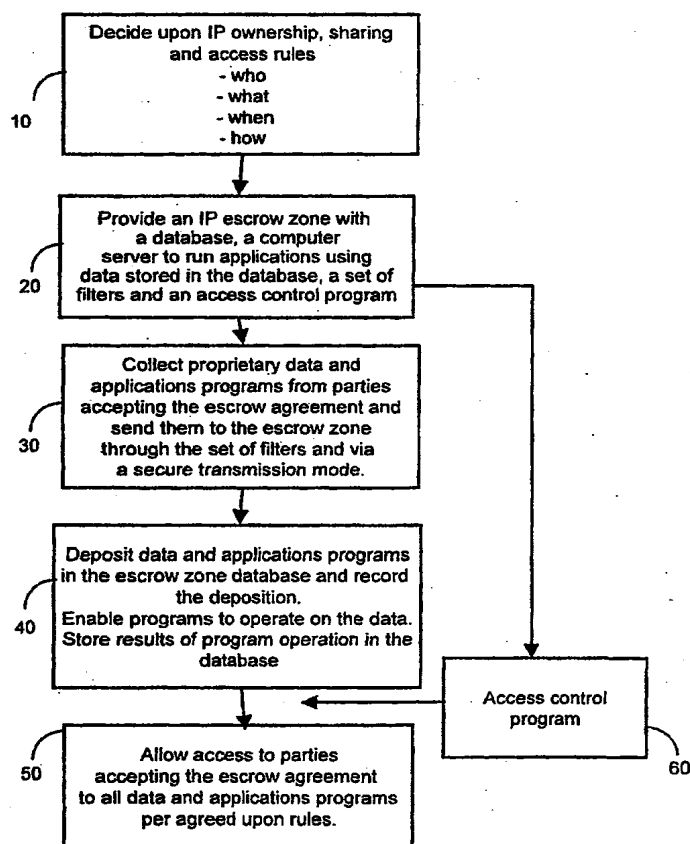 Decide upon IP ownership, sharing
and access rules
- who
- what
- when
- how
10
Provide an IP escrow zone with
a database, a computer
server to run applications using
data stored in the database, a set of
filters and an access control program
20
Collect proprietary data and
applications programs from parties
accepting the escrow agreement and
send them to the escrow zone
through the set of filters and via
a secure transmission mode.
30
Deposit data and applications programs
in the escrow zone database and record
the deposition.
Enable programs to operate on the data.
Store results of program operation in the
database
40
Access control
program
60
Allow access to parties
accepting the escrow agreement
to all data and applications programs
per agreed upon rules.
50